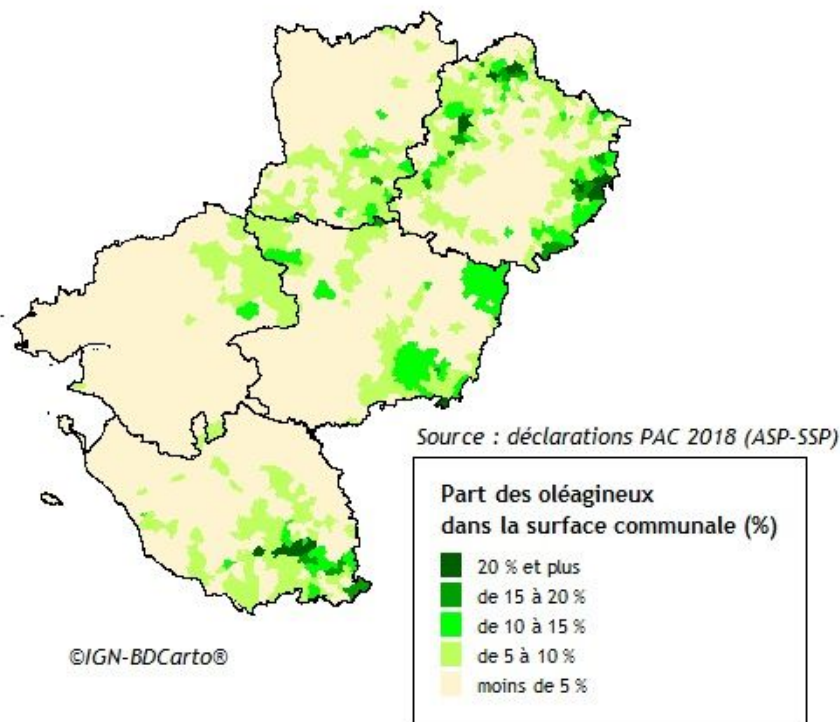 Source : déclarations PAC 2018 (ASP-SSP)
Part des oléagineux
dans la surface communale (%)
20 % et plus
de 15 à 20 %
de 10 à 15 %
de 5 à 10 %
moins de 5 %
©IGN-BDCarto®